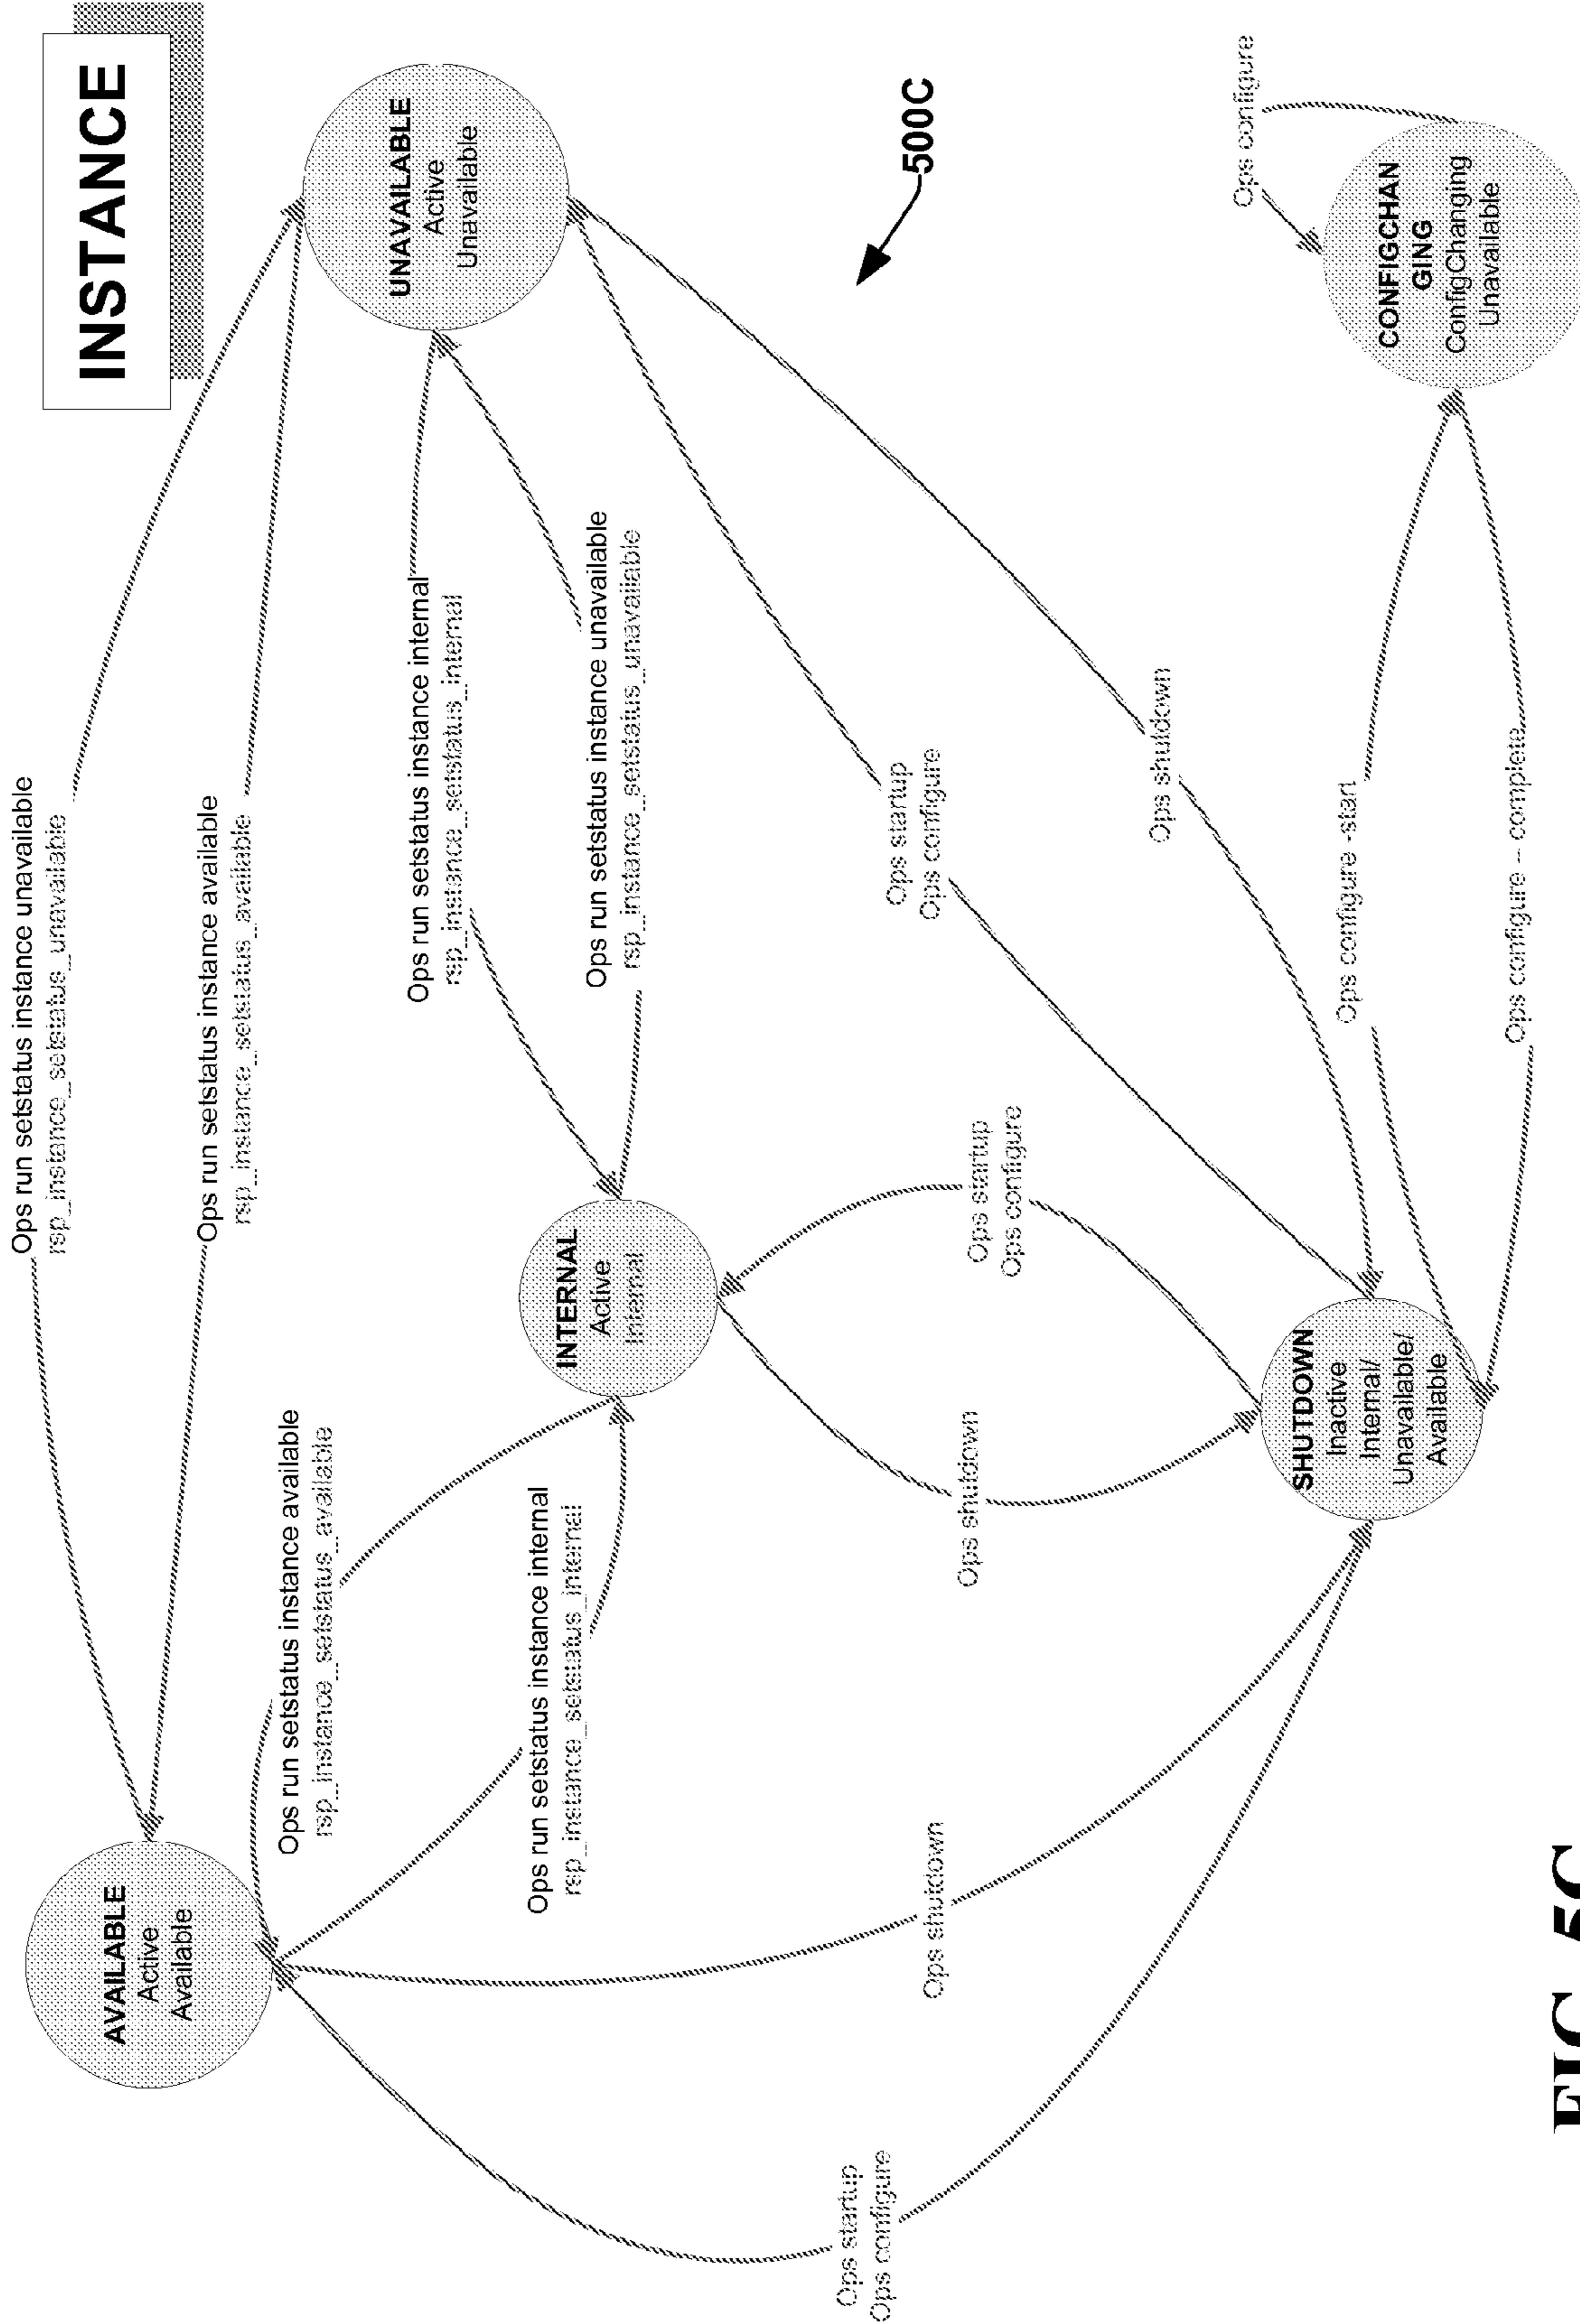 INSTANCE
Ops run setstatus instance unavailable
rsp_instance_setstatus_unavailable
Ops run setstatus instance available
rsp_instance_setstatus_available
AVAILABLE
Active
Available
UNAVAILABLE
Active
Unavailable
Ops run setstatus instance available
rsp_instance_setstatus_available
Ops run setstatus instance internal
rsp_instance_setstatus_internal
Ops run setstatus instance internal
rsp_instance_setstatus_internal
Ops run setstatus instance unavailable
rsp_instance_setstatus_unavailable
INTERNAL
Active
Internal
500C
Ops startup
Ops configure
Ops shutdown
Ops shutdown
Ops startup
Ops configure
Ops startup
Ops configure
Ops shutdown
Ops configure
SHUTDOWN
Inactive
Internal/
Unavailable/
Available
Ops configure -start
Ops configure – complete
CONFIGCHAN
GING
ConfigChanging
Unavailable
FIG. 5C